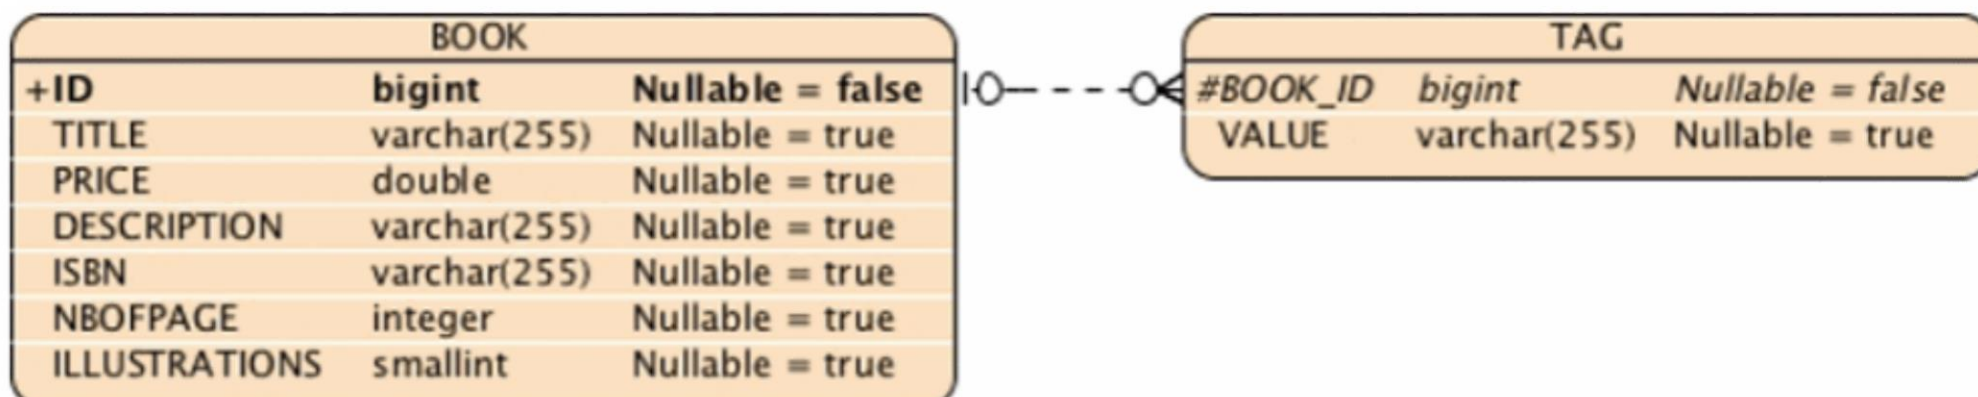 BOOK
+ID bigint Nullable = false
TITLE varchar(255) Nullable = true
PRICE double Nullable = true
DESCRIPTION varchar(255) Nullable = true
ISBN varchar(255) Nullable = true
NBOFPAGE integer Nullable = true
ILLUSTRATIONS smallint Nullable = true
TAG
#BOOK_ID bigint Nullable = false
VALUE varchar(255) Nullable = true